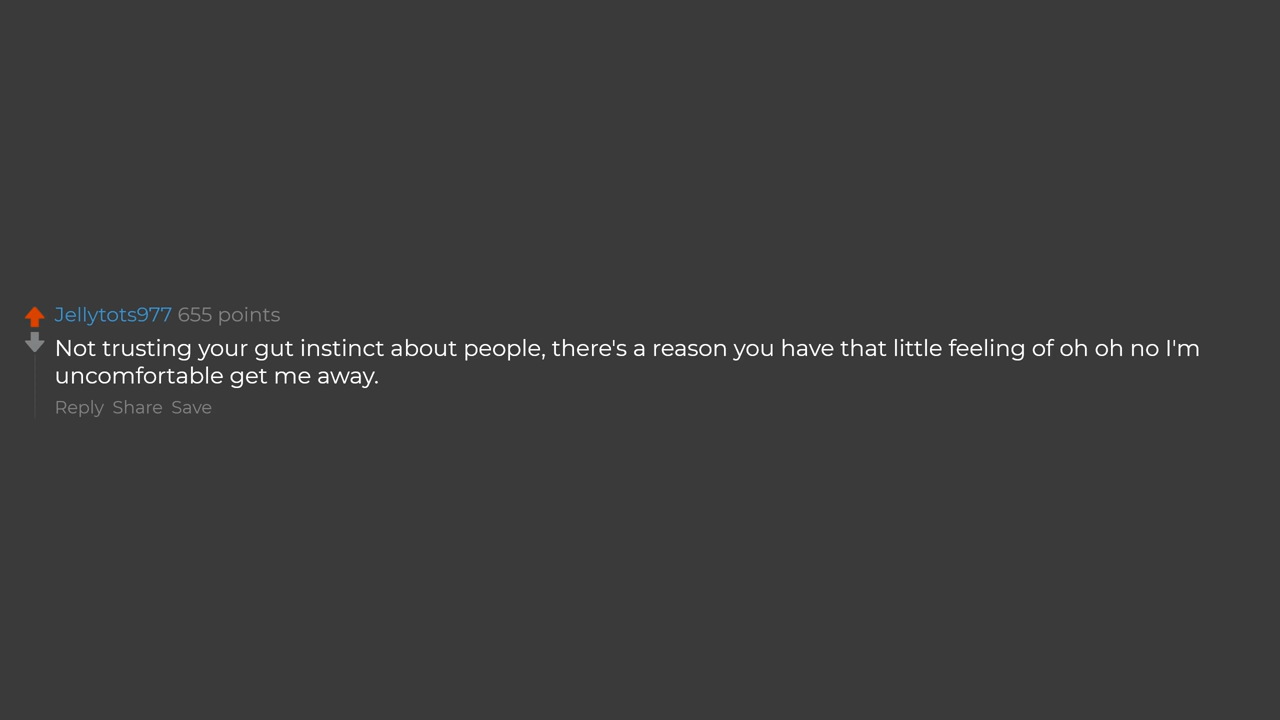 Jellytots977 655 points
Not trusting your gut instinct about people, there's a reason you have that little feeling of oh oh no I'm
uncomfortable get me away.
Reply Share Save